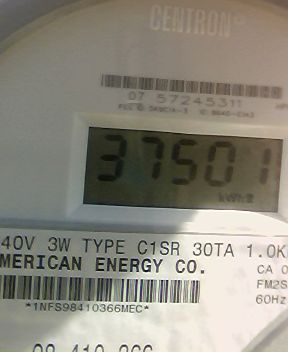 CENTRON
07 57245311
37501
kWh
40V 3W TYPE C1SR 30TA 1.0K
MERICAN ENERGY CO.
CA 0
FM2S
60Hz
*1NFS98410366MEC*